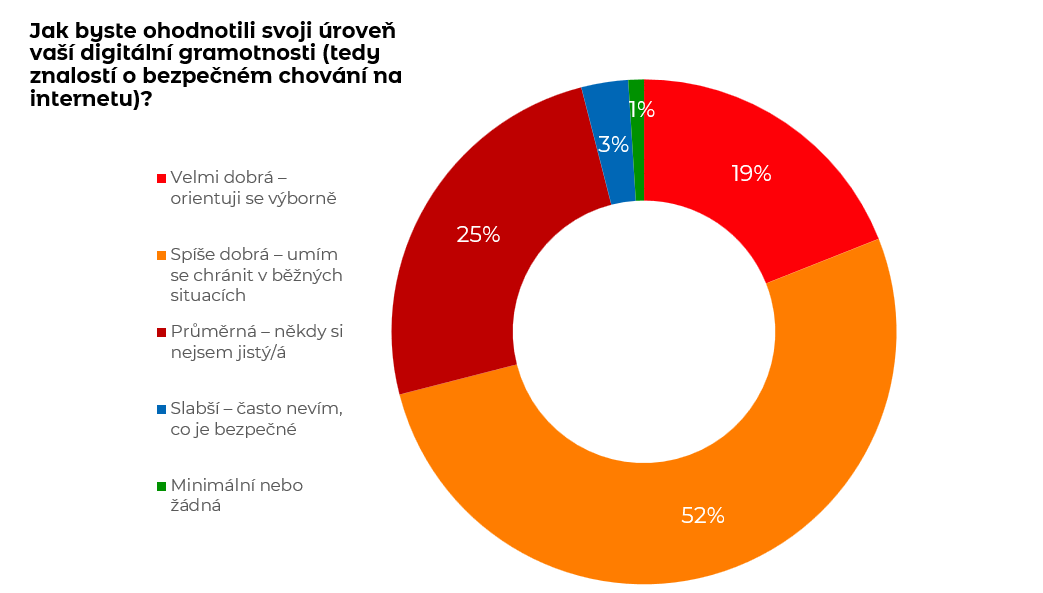 Jak byste ohodnotili svoji úroveň
vaší digitální gramotnosti (tedy
znalostí o bezpečném chování na
internetu)?
Velmi dobrá –
orientuji se výborně
Spíše dobrá – umím
se chránit v běžných
situacích
Průměrná – někdy si
nejsem jistý/á
Slabší – často nevím,
co je bezpečné
Minimální nebo
žádná
1%
3%
19%
25%
52%